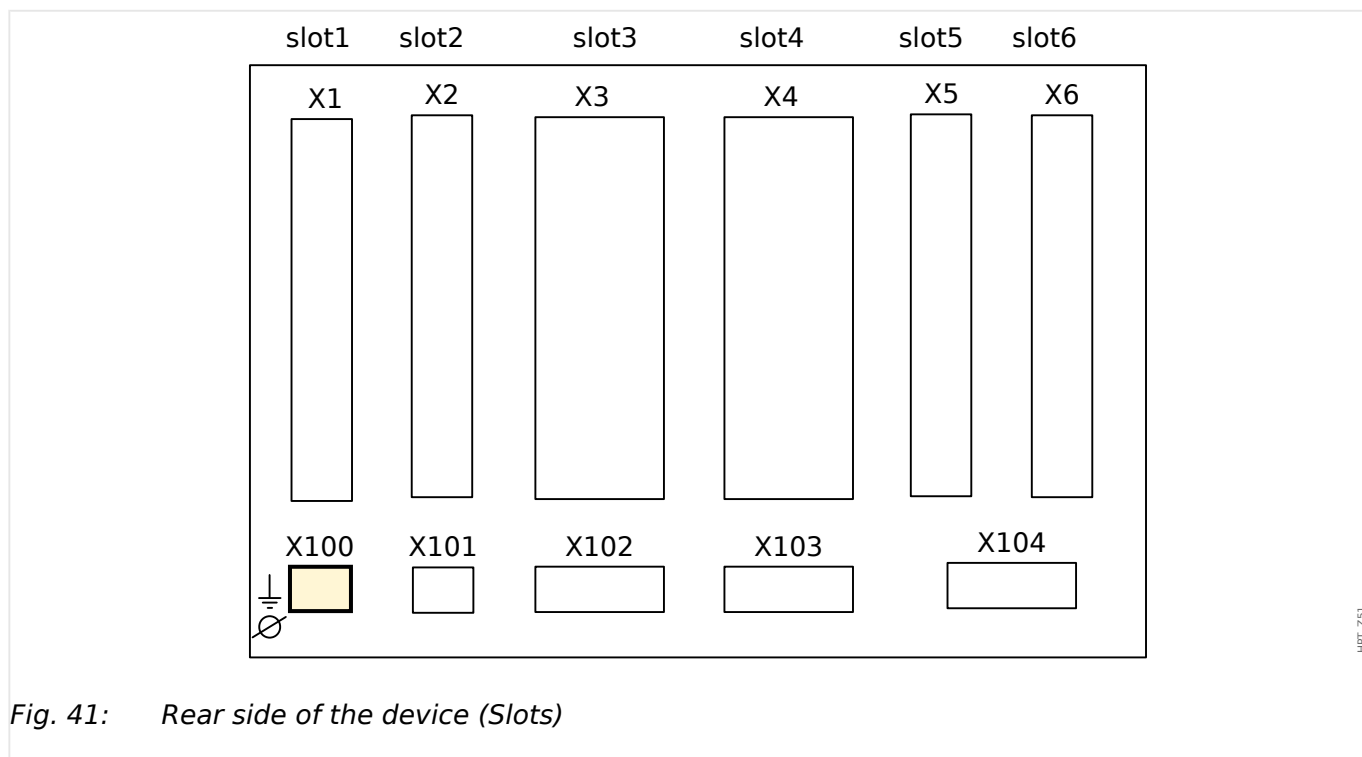 slot1 slot2 slot3 slot4 slot5 slot6
X1 X2 X3 X4 X5 X6
X100 X101 X102 X103 X104
Fig. 41: Rear side of the device (Slots)